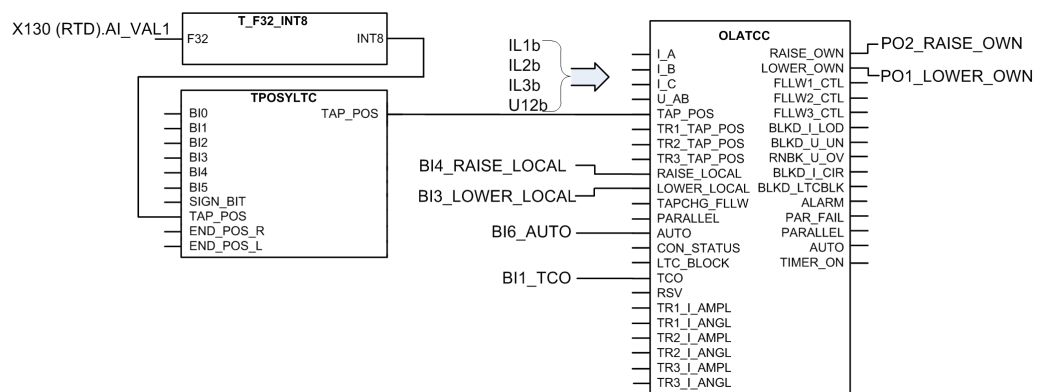 X130 (RTD).AI_VAL1
T_F32_INT8
F32
INT8
TPOSYLTC
BI0
TAP_POS
BI1
BI2
BI3
BI4
BI5
SIGN_BIT
TAP_POS
END_POS_R
END_POS_L
IL1b
IL2b
IL3b
U12b
BI4_RAISE_LOCAL
BI3_LOWER_LOCAL
BI6_AUTO
BI1_TCO
OLATCC
I_A
I_B
I_C
U_AB
TAP_POS
TR1_TAP_POS
TR2_TAP_POS
TR3_TAP_POS
RAISE_LOCAL
LOWER_LOCAL
TAPCHG_FLLW
PARALLEL
AUTO
CON_STATUS
LTC_BLOCK
TCO
RSV
TR1_I_AMPL
TR1_I_ANGL
TR2_I_AMPL
TR2_I_ANGL
TR3_I_AMPL
TR3_I_ANGL
RAISE_OWN
LOWER_OWN
FLLW1_CTL
FLLW2_CTL
FLLW3_CTL
BLKD_I_LOD
BLKD_U_UN
RNBK_U_OV
BLKD_I_CIR
BLKD_LTCBLK
ALARM
PAR_FAIL
PARALLEL
AUTO
TIMER_ON
PO2_RAISE_OWN
PO1_LOWER_OWN